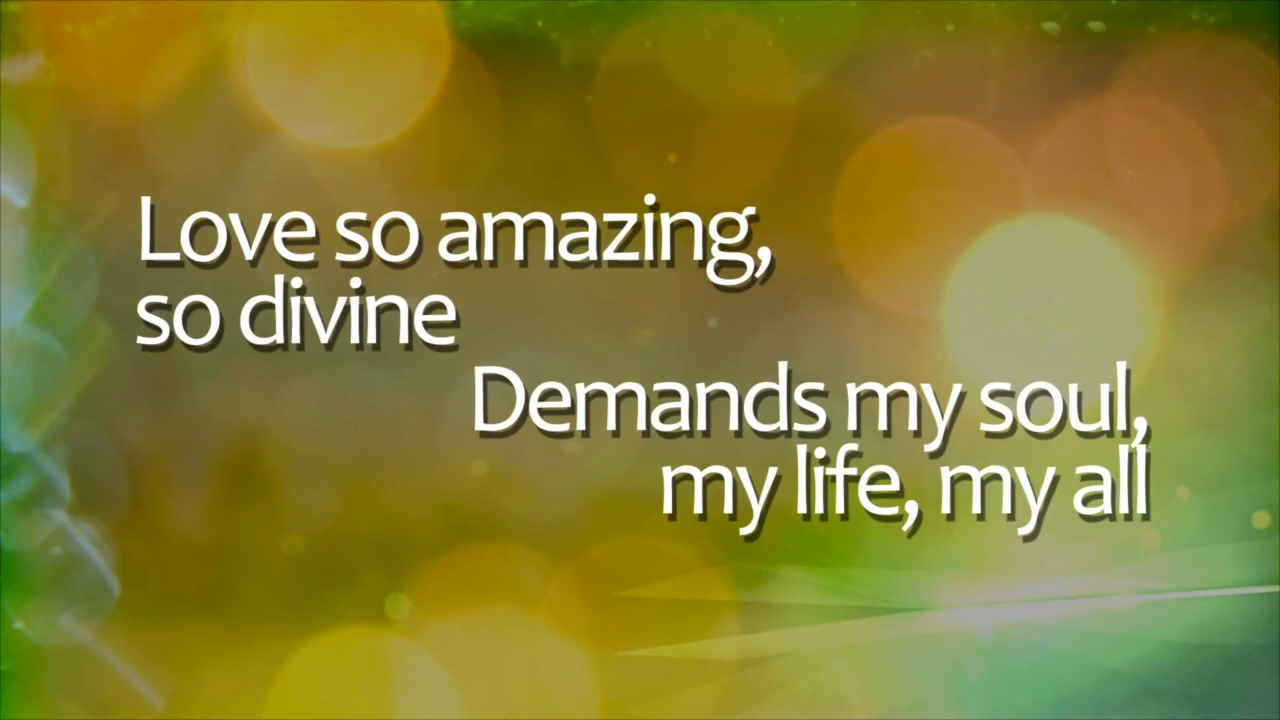 Love so amazing,
so divine
Demands my soul,
my life, my all